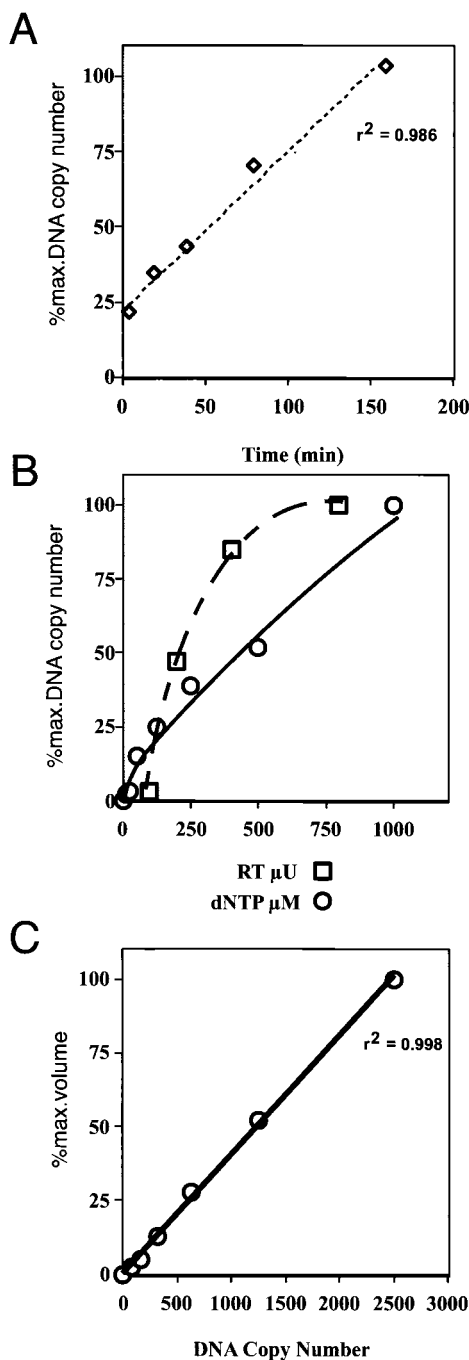 A
%max.DNA copy number
100
75
50
25
0
r² = 0.986
0 50 100 150 200
Time (min)
B
%max.DNA copy number
100
75
50
25
0
0 250 500 750 1000
RT µU
dNTP µM
C
%max.volume
100
75
50
25
0
r² = 0.998
0 500 1000 1500 2000 2500 3000
DNA Copy Number